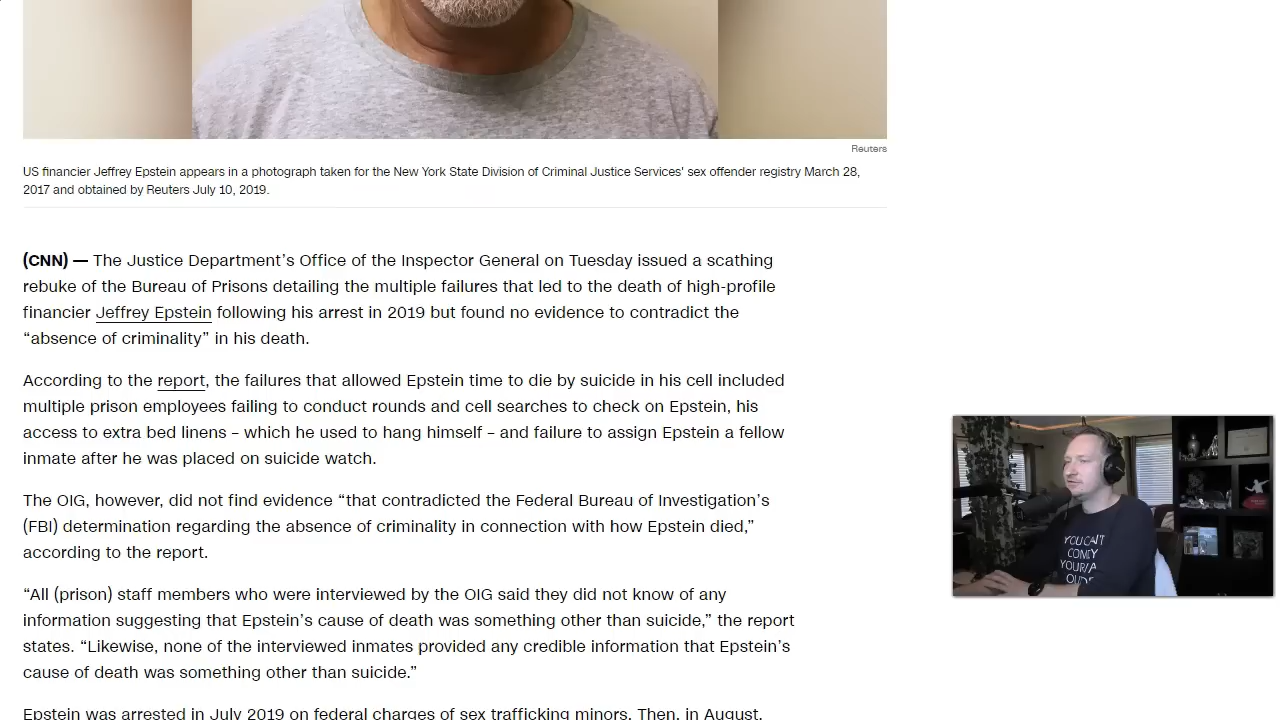 Reuters
US financier Jeffrey Epstein appears in a photograph taken for the New York State Division of Criminal Justice Services' sex offender registry March 28,
2017 and obtained by Reuters July 10, 2019.
(CNN) — The Justice Department’s Office of the Inspector General on Tuesday issued a scathing
rebuke of the Bureau of Prisons detailing the multiple failures that led to the death of high-profile
financier Jeffrey Epstein following his arrest in 2019 but found no evidence to contradict the
“absence of criminality” in his death.
According to the report, the failures that allowed Epstein time to die by suicide in his cell included
multiple prison employees failing to conduct rounds and cell searches to check on Epstein, his
access to extra bed linens – which he used to hang himself – and failure to assign Epstein a fellow
inmate after he was placed on suicide watch.
The OIG, however, did not find evidence “that contradicted the Federal Bureau of Investigation’s
(FBI) determination regarding the absence of criminality in connection with how Epstein died,”
according to the report.
“All (prison) staff members who were interviewed by the OIG said they did not know of any
information suggesting that Epstein’s cause of death was something other than suicide,” the report
states. “Likewise, none of the interviewed inmates provided any credible information that Epstein’s
cause of death was something other than suicide.”
Epstein was arrested in July 2019 on federal charges of sex trafficking minors. Then, in August,
YOU CAN'T